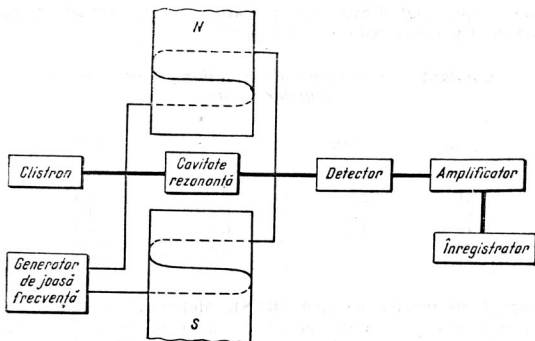 N
Clistron
Cavitate
rezonantă
Detector
Amplificator
Înregistrator
Generator
de joasă
frecvență
S